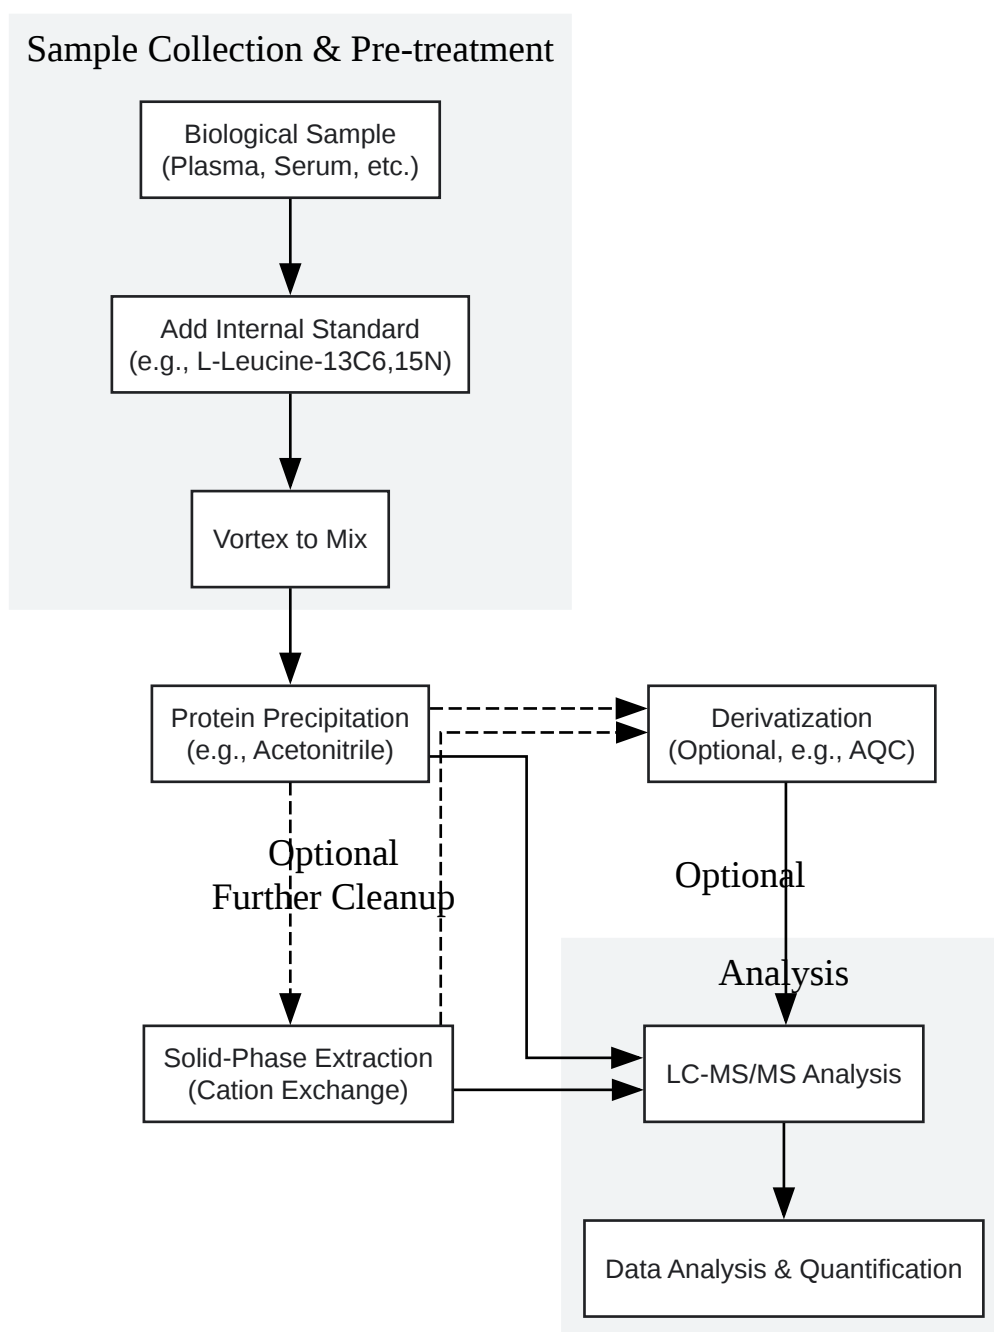 Sample Collection & Pre-treatment
Biological Sample
(Plasma, Serum, etc.)
Add Internal Standard
(e.g., L-Leucine-13C6,15N)
Vortex to Mix
Protein Precipitation
(e.g., Acetonitrile)
Derivatization
(Optional, e.g., AQC)
Optional
Further Cleanup
Optional
Analysis
Solid-Phase Extraction
(Cation Exchange)
LC-MS/MS Analysis
Data Analysis & Quantification